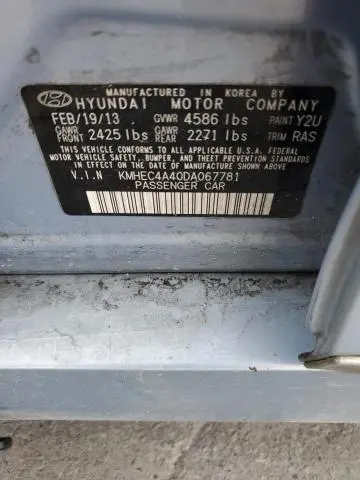 MANUFACTURED IN KOREA BY
HYUNDAI MOTOR COMPANY
FEB/19/13 GVWR 4586 lbs PAINT Y2U
GAWR FRONT 2425 lbs GAWR REAR 2271 lbs TRIM RAS
THIS VEHICLE CONFORMS TO ALL APPLICABLE U.S. FEDERAL
MOTOR VEHICLE SAFETY, BUMPER, AND THEFT PREVENTION STANDARDS
IN EFFECT ON THE DATE OF MANUFACTURE SHOWN ABOVE.
V.I.N KMHEC4A40DA067781
PASSENGER CAR